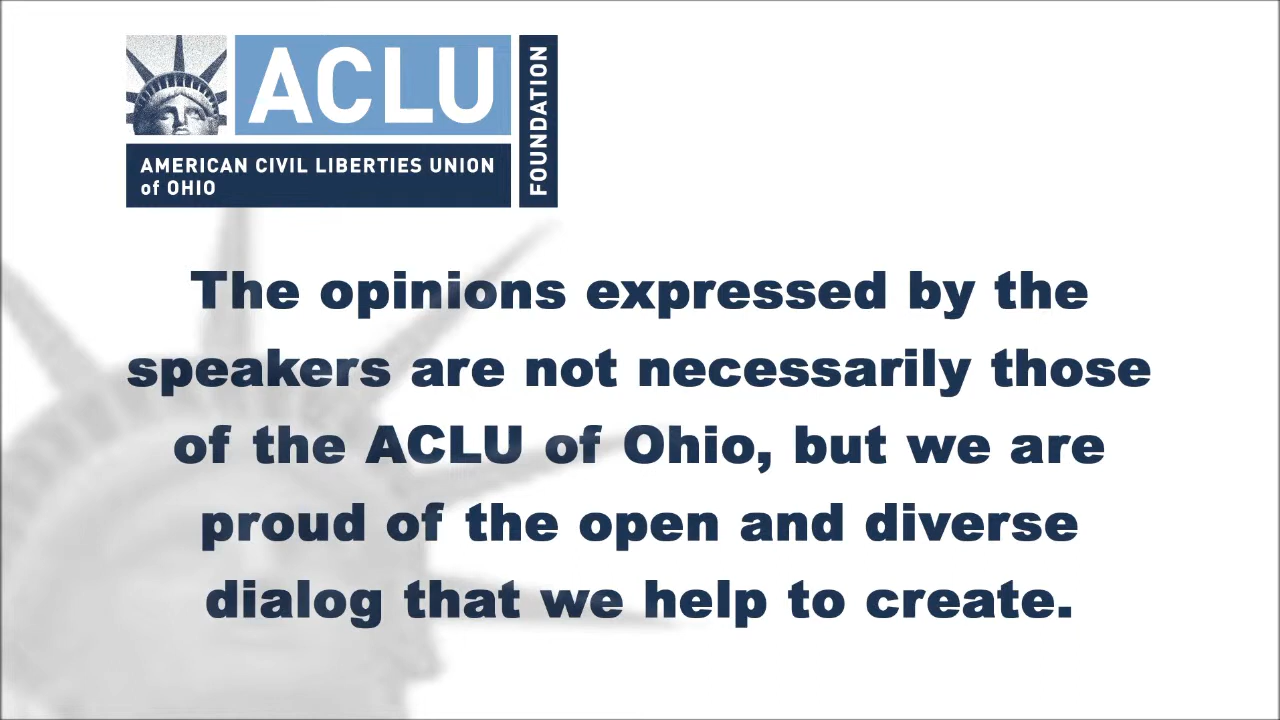 ACLU
FOUNDATION
AMERICAN CIVIL LIBERTIES UNION
of OHIO
The opinions expressed by the
speakers are not necessarily those
of the ACLU of Ohio, but we are
proud of the open and diverse
dialog that we help to create.